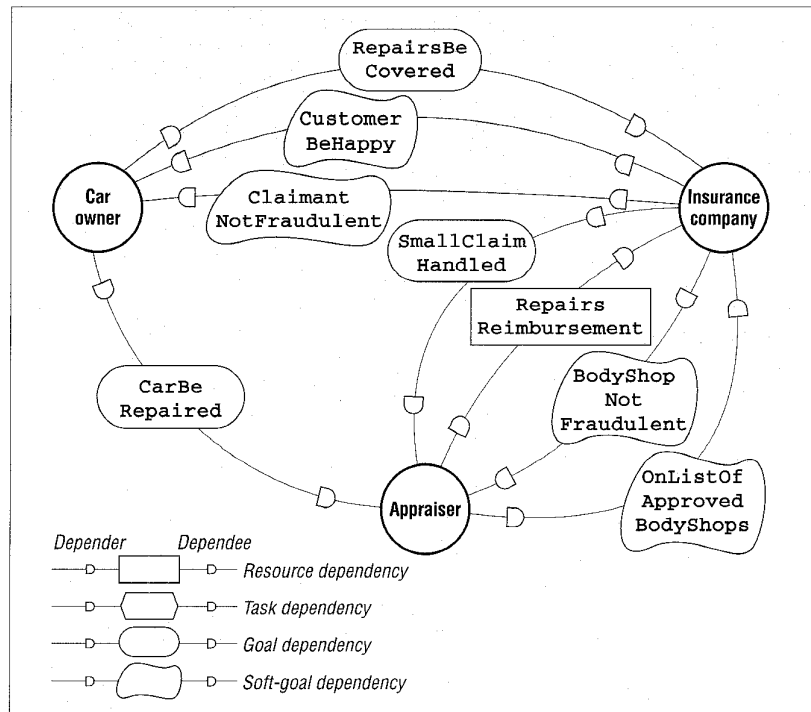 RepairsBe
Covered
Customer
BeHappy
Car
owner
Claimant
NotFraudulent
Insurance
company
SmallClaim
Handled
Repairs
Reimbursement
CarBe
Repaired
BodyShop
Not
Fraudulent
Appraiser
OnListOf
Approved
BodyShops
Depender
Dependee
Resource dependency
Task dependency
Goal dependency
Soft-goal dependency